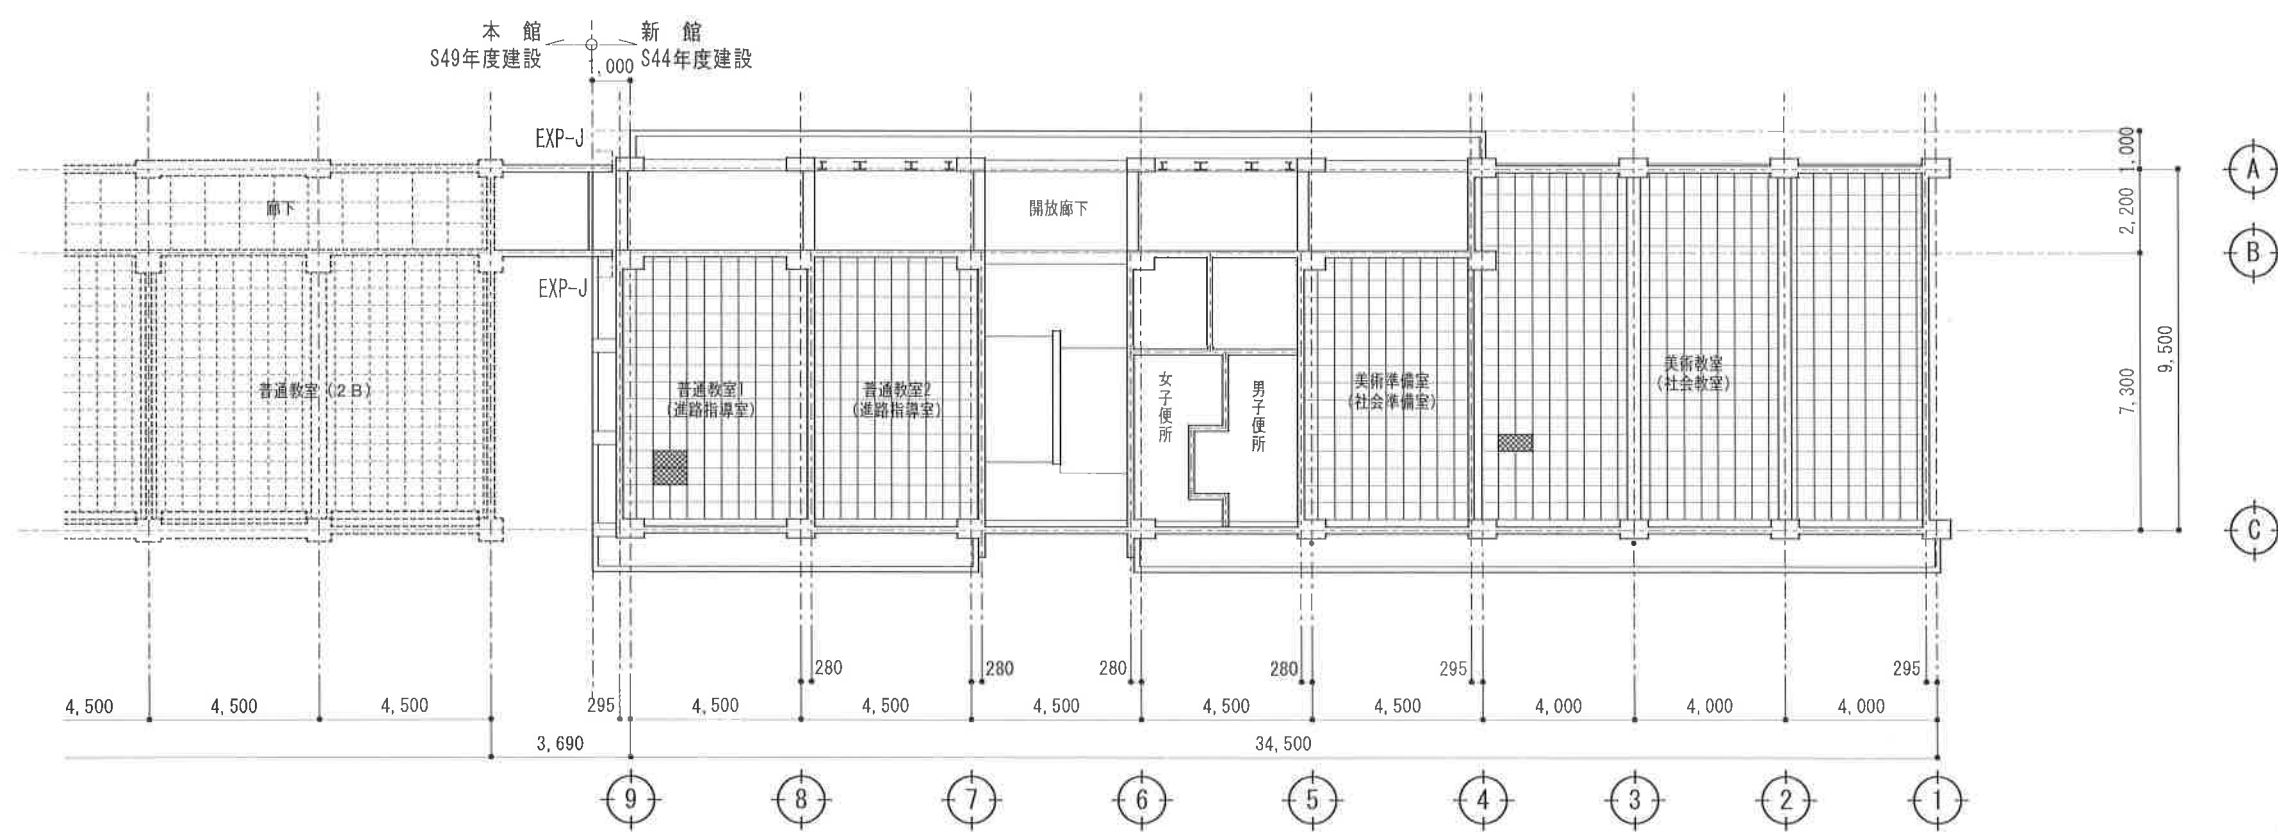 本　館
新　館
S49年度建設
S44年度建設
1,000
EXP-J
EXP-J
廊下
開放廊下
普通教室（２Ｂ）
普通教室1
（進路指導室）
普通教室2
（進路指導室）
女子便所
男子便所
美術準備室
（社会準備室）
美術教室
（社会教室）
1,000
2,200
7,300
9,500
A
B
C
280
280
280
280
295
295
4,500
4,500
4,500
295
4,500
4,500
4,500
4,500
4,500
4,000
4,000
4,000
3,690
34,500
9
8
7
6
5
4
3
2
1